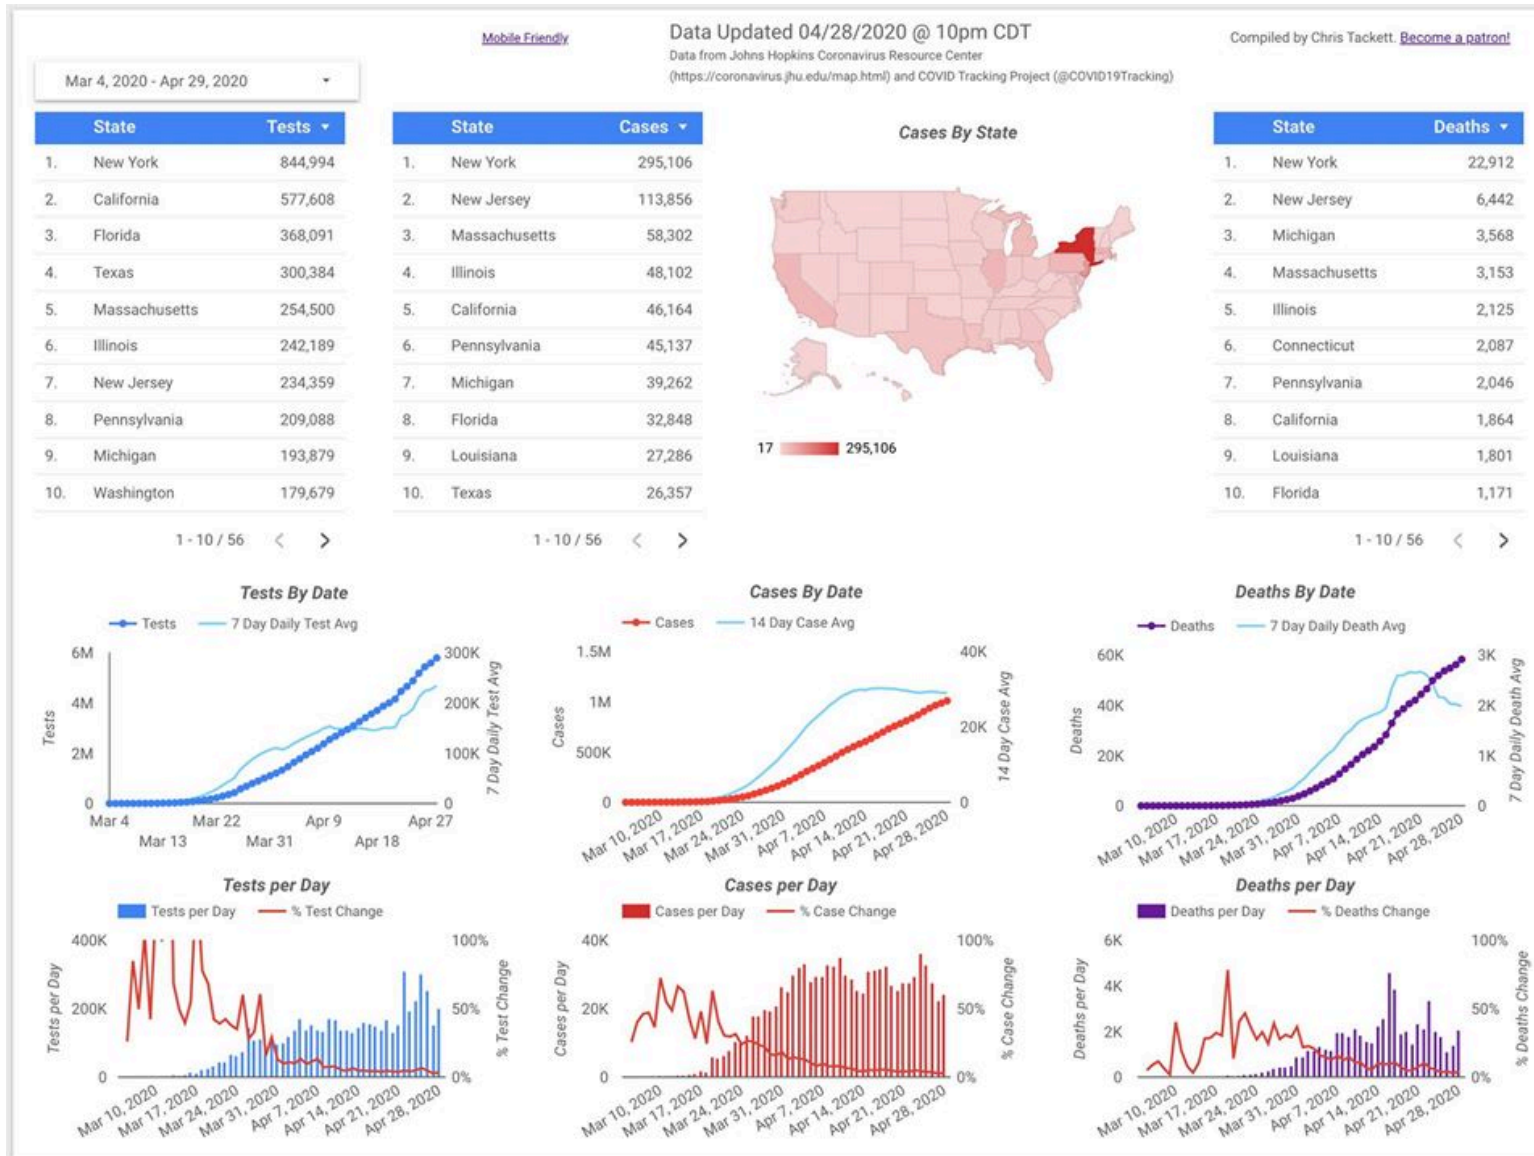 Mobile Friendly
Data Updated 04/28/2020 @ 10pm CDT
Data from Johns Hopkins Coronavirus Resource Center
(https://coronavirus.jhu.edu/map.html) and COVID Tracking Project (@COVID19Tracking)
Compiled by Chris Tackett. Become a patron!
Mar 4, 2020 - Apr 29, 2020
State Tests
1. New York 844,994
2. California 577,608
3. Florida 368,091
4. Texas 300,384
5. Massachusetts 254,500
6. Illinois 242,189
7. New Jersey 234,359
8. Pennsylvania 209,088
9. Michigan 193,879
10. Washington 179,679
1 - 10 / 56 < >
State Cases
1. New York 295,106
2. New Jersey 113,856
3. Massachusetts 58,302
4. Illinois 48,102
5. California 46,164
6. Pennsylvania 45,137
7. Michigan 39,262
8. Florida 32,848
9. Louisiana 27,286
10. Texas 26,357
1 - 10 / 56 < >
Cases By State
17 295,106
State Deaths
1. New York 22,912
2. New Jersey 6,442
3. Michigan 3,568
4. Massachusetts 3,153
5. Illinois 2,125
6. Connecticut 2,087
7. Pennsylvania 2,046
8. California 1,864
9. Louisiana 1,801
10. Florida 1,171
1 - 10 / 56 < >
Tests By Date
Tests 7 Day Daily Test Avg
6M 300K
4M 200K
2M 100K
0 0
Tests
7 Day Daily Test Avg
Mar 4 Mar 22 Apr 9 Apr 27
Mar 13 Mar 31 Apr 18
Cases By Date
Cases 14 Day Case Avg
1.5M 40K
1M
20K
500K
0 0
Cases
14 Day Case Avg
Mar 10, 2020 Mar 17, 2020 Mar 24, 2020 Mar 31, 2020 Apr 7, 2020 Apr 14, 2020 Apr 21, 2020 Apr 28, 2020
Deaths By Date
Deaths 7 Day Daily Death Avg
60K 3K
40K 2K
20K 1K
0 0
Deaths
7 Day Daily Death Avg
Mar 10, 2020 Mar 17, 2020 Mar 24, 2020 Mar 31, 2020 Apr 7, 2020 Apr 14, 2020 Apr 21, 2020 Apr 28, 2020
Tests per Day
Tests per Day % Test Change
400K 100%
200K 50%
0 0%
Tests per Day
% Test Change
Mar 10, 2020 Mar 17, 2020 Mar 24, 2020 Mar 31, 2020 Apr 7, 2020 Apr 14, 2020 Apr 21, 2020 Apr 28, 2020
Cases per Day
Cases per Day % Case Change
40K 100%
20K 50%
0 0%
Cases per Day
% Case Change
Mar 10, 2020 Mar 17, 2020 Mar 24, 2020 Mar 31, 2020 Apr 7, 2020 Apr 14, 2020 Apr 21, 2020 Apr 28, 2020
Deaths per Day
Deaths per Day % Deaths Change
6K 100%
4K
50%
2K
0 0%
Deaths per Day
% Deaths Change
Mar 10, 2020 Mar 17, 2020 Mar 24, 2020 Mar 31, 2020 Apr 7, 2020 Apr 14, 2020 Apr 21, 2020 Apr 28, 2020